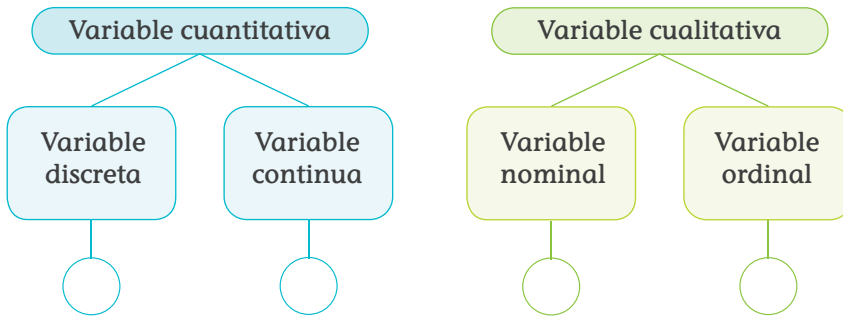 Variable cuantitativa
Variable
discreta
Variable
continua
Variable cualitativa
Variable
nominal
Variable
ordinal